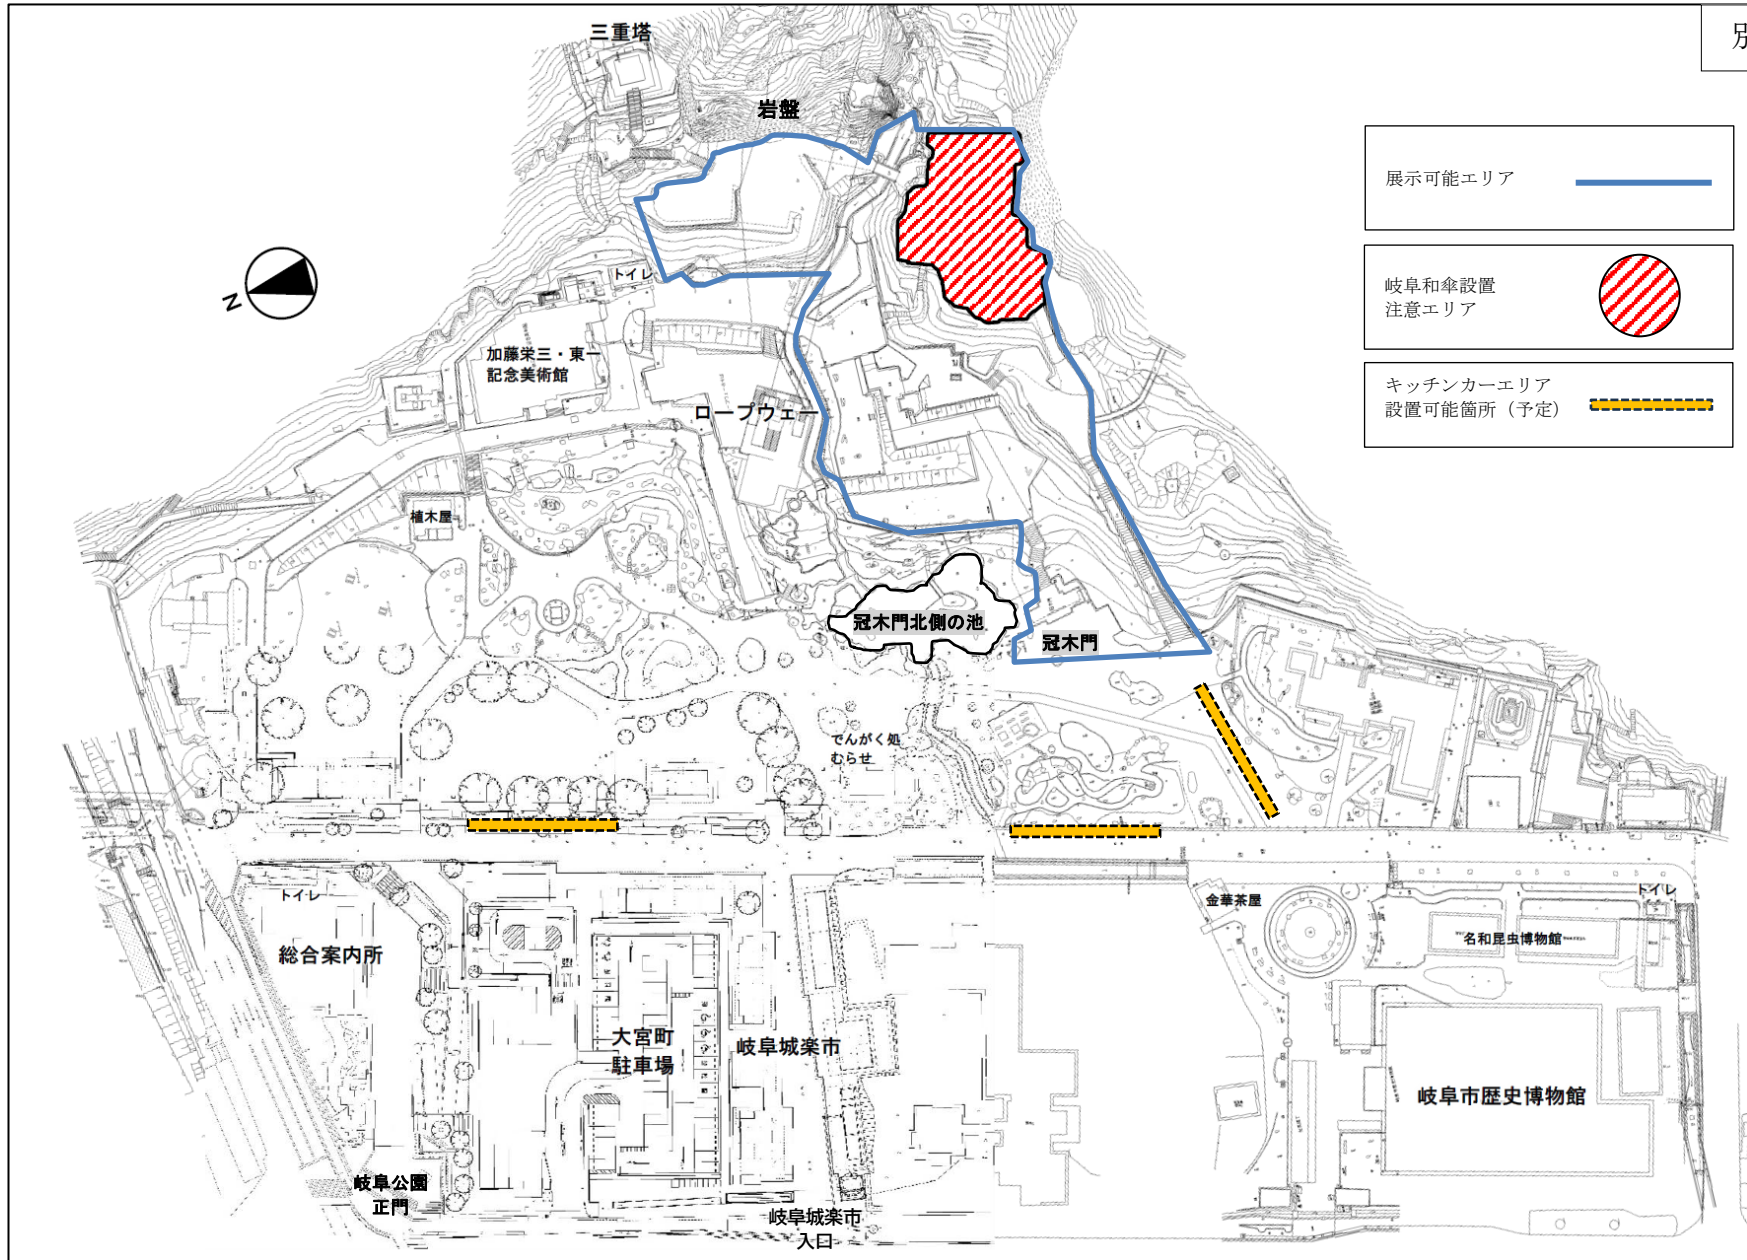 三重塔
別
岩盤
展示可能エリア
トイレ
岐阜和傘設置
注意エリア
N
加藤栄三・東一
記念美術館
キッチンカーエリア
設置可能箇所（予定）
ロープウェー
植木屋
冠木門北側の池
冠木門
でんがく処
むらせ
トイレ
金華茶屋
トイレ
総合案内所
名和昆虫博物館
大宮町
駐車場
岐阜城楽市
岐阜市歴史博物館
岐阜公園
正門
岐阜城楽市
入口